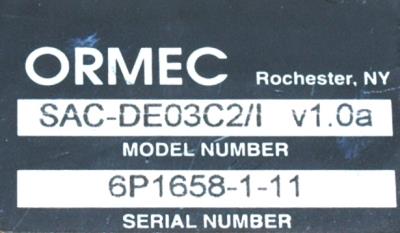 ORMEC Rochester, NY
SAC-DE03C2/I v1.0a
MODEL NUMBER
6P1658-1-11
SERIAL NUMBER